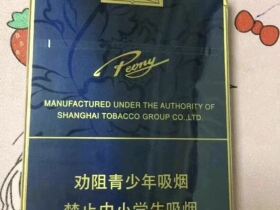 Peony
MANUFACTURED UNDER THE AUTHORITY OF
SHANGHAI TOBACCO GROUP CO.,LTD.
劝阻青少年吸烟
禁止中小学生吸烟